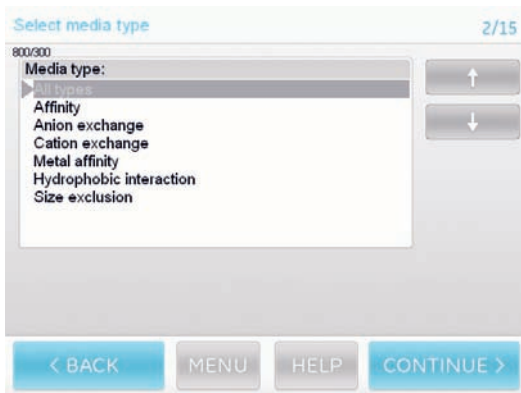 Select media type 2/15
800/300
Media type:
All types
Affinity
Anion exchange
Cation exchange
Metal affinity
Hydrophobic interaction
Size exclusion
< BACK MENU HELP CONTINUE >